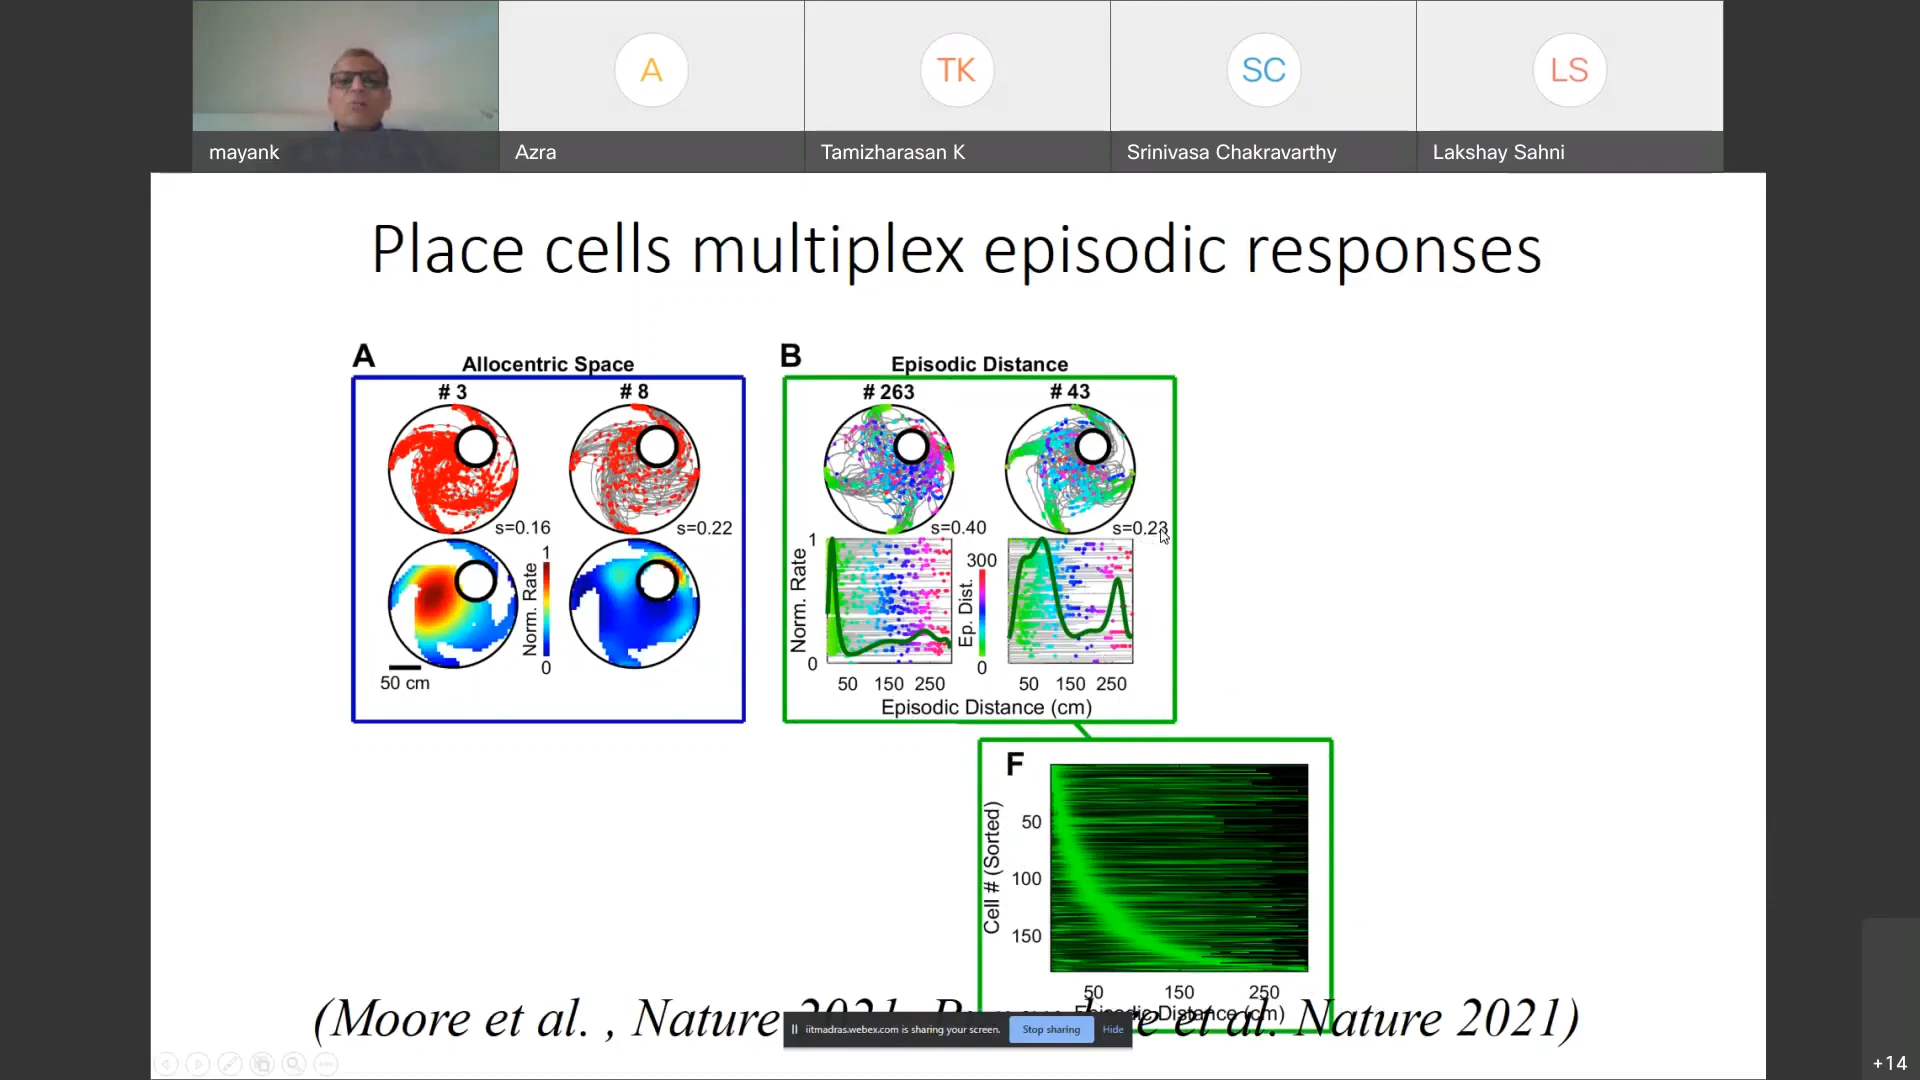 A
TK
SC
LS
mayank
Azra
Tamizharasan K
Srinivasa Chakravarthy
Lakshay Sahni
Place cells multiplex episodic responses
A
Allocentric Space
# 3
# 8
s=0.16
s=0.22
1
Norm. Rate
0
50 cm
B
Episodic Distance
# 263
# 43
s=0.40
s=0.23
1
Norm. Rate
0
300
Ep. Dist.
0
50 150 250
50 150 250
Episodic Distance (cm)
F
Cell # (Sorted)
50
100
150
50 150 250
Episodic Distance (cm)
(Moore et al. , Nature 2021, et al. Nature 2021)
iitmadras.webex.com is sharing your screen.
Stop sharing
Hide
+14